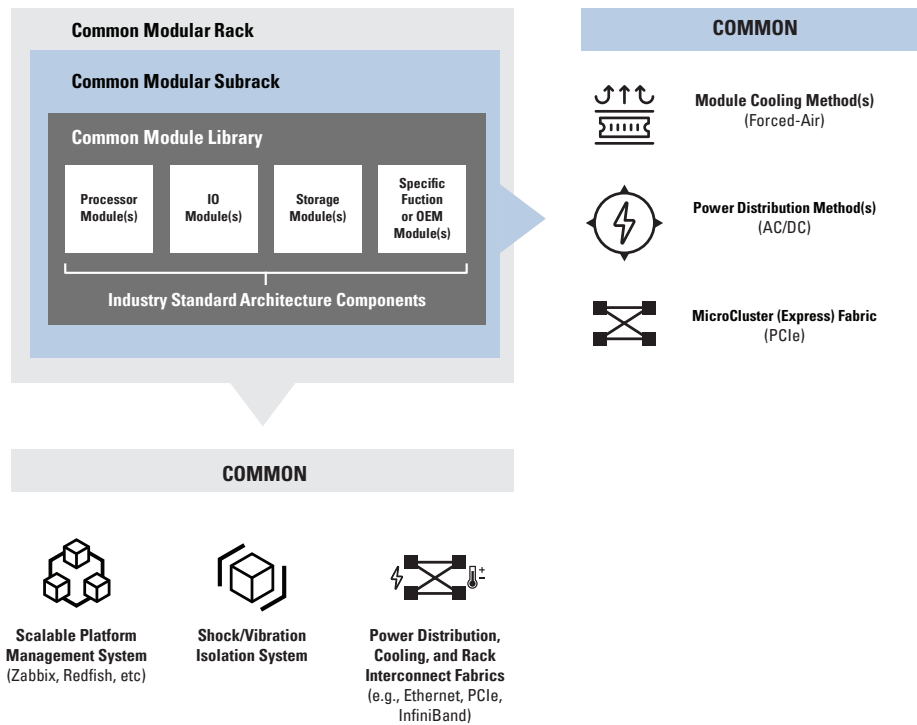 Common Modular Rack
Common Modular Subrack
Common Module Library
Processor
Module(s)
IO
Module(s)
Storage
Module(s)
Specific
Fuction
or OEM
Module(s)
Industry Standard Architecture Components
COMMON
Module Cooling Method(s)
(Forced-Air)
Power Distribution Method(s)
(AC/DC)
MicroCluster (Express) Fabric
(PCIe)
COMMON
Scalable Platform
Management System
(Zabbix, Redfish, etc)
Shock/Vibration
Isolation System
Power Distribution,
Cooling, and Rack
Interconnect Fabrics
(e.g., Ethernet, PCIe,
InfiniBand)